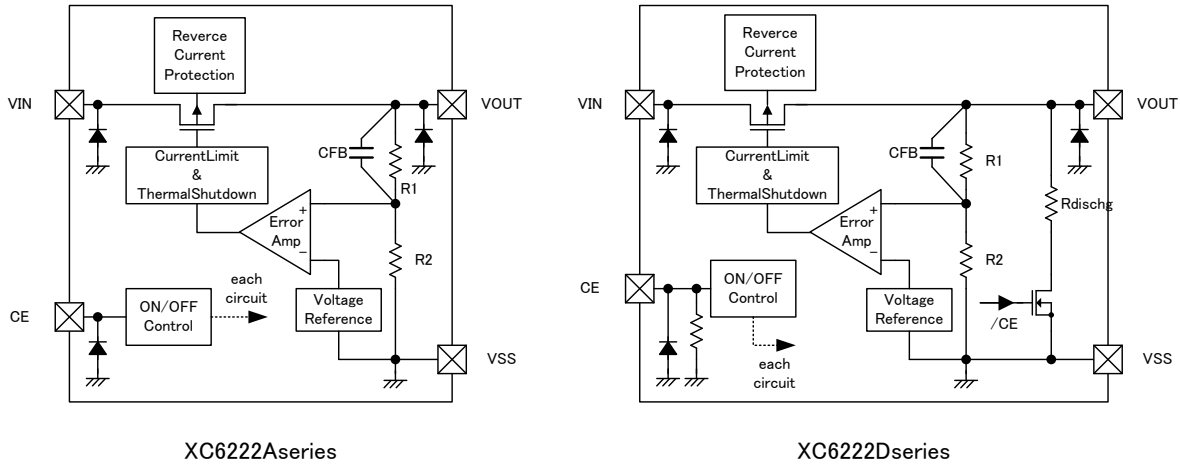 Reverce
Current
Protection
VIN
VOUT
CurrentLimit
&
ThermalShutdown
CFB
R1
+
Error
Amp
−
R2
each
circuit
CE
ON/OFF
Control
Voltage
Reference
VSS
XC6222Aseries
Reverce
Current
Protection
VIN
VOUT
CurrentLimit
&
ThermalShutdown
CFB
R1
Rdischg
+
Error
Amp
−
R2
CE
ON/OFF
Control
Voltage
Reference
/CE
each
circuit
VSS
XC6222Dseries